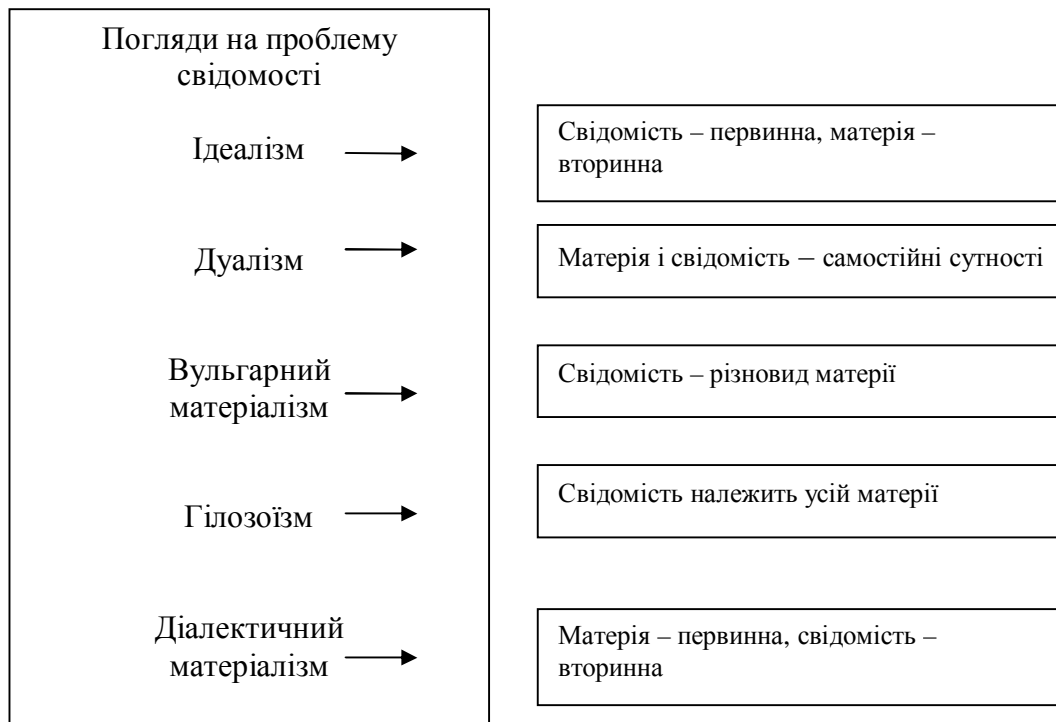 Погляди на проблему
свідомості
Ідеалізм
Свідомість – первинна, матерія –
вторинна
Дуалізм
Матерія і свідомість – самостійні сутності
Вульгарний
матеріалізм
Свідомість – різновид матерії
Гілозоїзм
Свідомість належить усій матерії
Діалектичний
матеріалізм
Матерія – первинна, свідомість –
вторинна